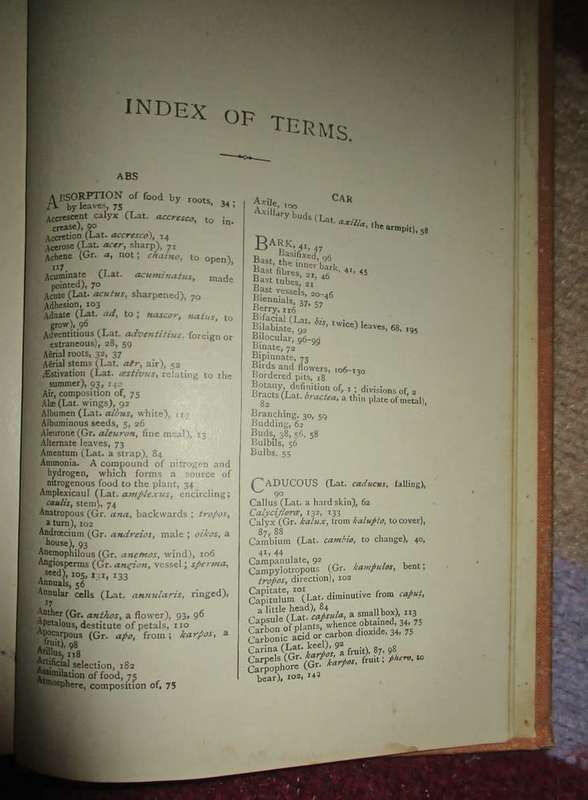 INDEX OF TERMS.
ABS
ABSORPTION of food by roots, 34;
by leaves, 75
Accrescent calyx (Lat. accresco, to in-
crease), 90
Accretion (Lat. accresco), 14
Acerose (Lat. acer, sharp), 71
Achene (Gr. a, not; chaino, to open),
117
Acuminate (Lat. acuminatus, made
pointed), 70
Acute (Lat. acutus, sharpened), 70
Adhesion, 103
Adnate (Lat. ad, to; nascor, natus, to
grow), 96
Adventitious (Lat. adventitius, foreign or
extraneous), 28, 59
Aërial roots, 32, 37
Aërial stems (Lat. aër, air), 52
Æstivation (Lat. æstivus, relating to the
summer), 93, 142
Air, composition of, 75
Alæ (Lat. wings), 92
Albumen (Lat. albus, white),
Albuminous seeds, 5, 26
Aleurone (Gr. aleuron, fine meal), 13
Alternate leaves, 73
Amentum (Lat. a strap), 84
Ammonia. A compound of nitrogen and
hydrogen, which forms a source of
nitrogenous food to the plant, 34
Amplexicaul (Lat. amplexus, encircling;
caulis, stem), 74
Anatropous (Gr. ana, backwards; tropos,
a turn), 102
Andrœcium (Gr. andreios, male; oikos, a
house), 93
Anemophilous (Gr. anemos, wind), 106
Angiosperms (Gr. angeion, vessel; sperma,
seed), 105, 131, 133
Annuals, 56
Annular cells (Lat. annularis, ringed),
17
Anther (Gr. anthos, a flower), 93, 96
Apetalous, destitute of petals, 110
Apocarpous (Gr. apo, from; karpos, a
fruit), 98
Arillus, 118
Artificial selection, 182
Assimilation of food, 75
Atmosphere, composition of, 75
CAR
Axile, 100
Axillary buds (Lat. axilla, the armpit), 58
BARK, 41, 47
Basifixed, 96
Bast, the inner bark, 41, 45
Bast fibres, 21, 46
Bast tubes, 21
Bast vessels, 20-46
Biennials, 37, 57
Berry, 116
Bifacial (Lat. bis, twice) leaves, 68, 195
Bilabiate, 90
Bilocular, 96-99
Binate, 72
Bipinnate, 73
Birds and flowers, 106-130
Bordered pits, 18
Botany, definition of, 1; divisions of, 2
Bracts (Lat. bractea, a thin plate of metal),
82
Branching, 30, 59
Budding, 62
Buds, 38, 56, 58
Bulbils, 56
Bulbs, 55
CADUCOUS (Lat. caducus, falling),
90
Callus (Lat. a hard skin), 62
Calycifloræ, 132, 133
Calyx (Gr. kalux, from kalupto, to cover),
87, 88
Cambium (Lat. cambio, to change), 40,
41, 44
Campanulate, 92
Campylotropous (Gr. kampulos, bent;
tropos, direction), 102
Capitate, 101
Capitulum (Lat. diminutive from caput,
a little head), 84
Capsule (Lat. capsula, a small box), 113
Carbon of plants, whence obtained, 34, 75
Carbonic acid or carbon dioxide, 34, 75
Carina (Lat. keel), 92
Carpels (Gr. karpos, a fruit), 87, 98
Carpophore (Gr. karpos, fruit; phero, to
bear), 102, 142